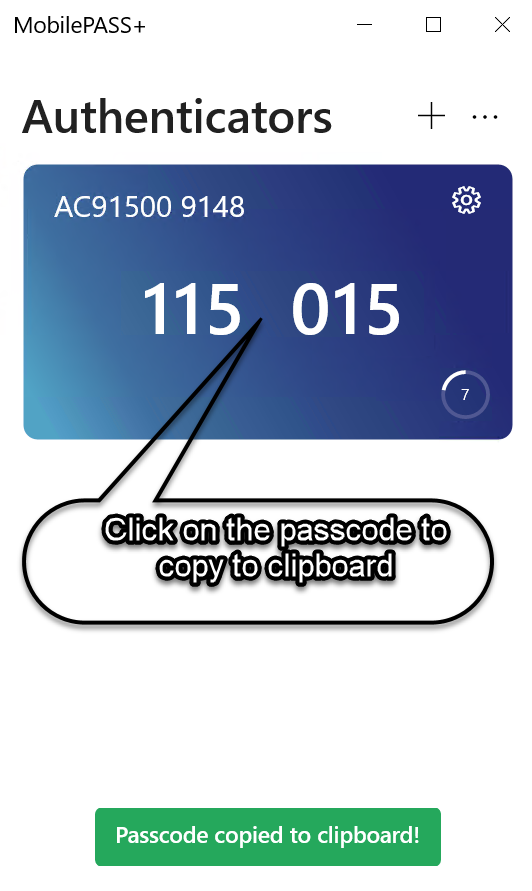 MobilePASS+
Authenticators
AC91500 9148
115 015
7
Click on the passcode to
copy to clipboard
Passcode copied to clipboard!